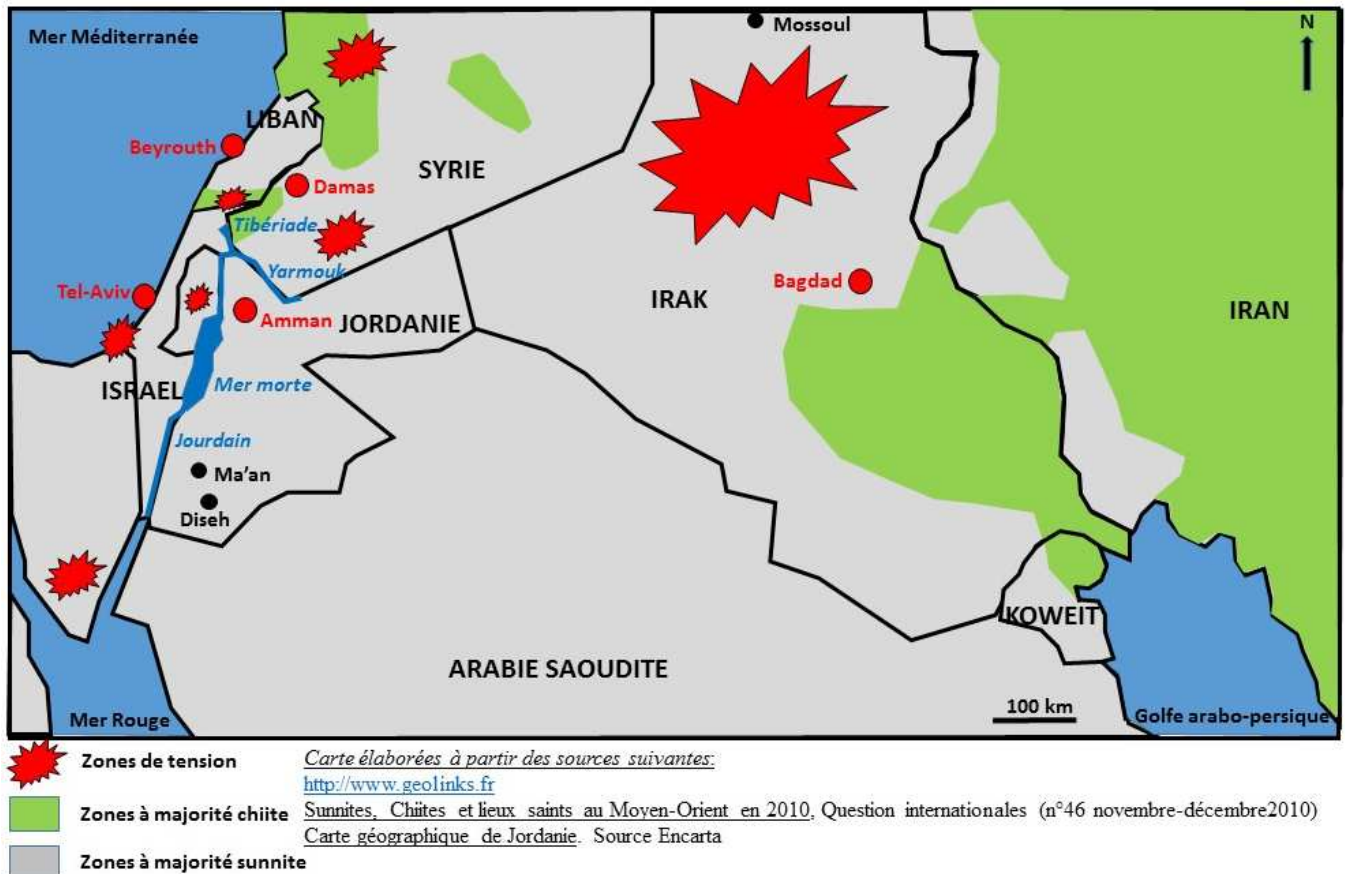 Mer Méditerranée
Mossoul
N
LIBAN
Beyrouth
SYRIE
Damas
Tibériade
Yarmouk
Tel-Aviv
Amman
JORDANIE
Bagdad
IRAK
IRAN
ISRAEL
Mer morte
Jourdain
Ma'an
Diseh
KOWEIT
ARABIE SAOUDITE
100 km
Mer Rouge
Golfe arabo-persique
Zones de tension
Carte élaborées à partir des sources suivantes:
http://www.geolinks.fr
Zones à majorité chiite
Sunnites, Chiites et lieux saints au Moyen-Orient en 2010, Question internationales (n°46 novembre-décembre2010)
Carte géographique de Jordanie. Source Encarta
Zones à majorité sunnite